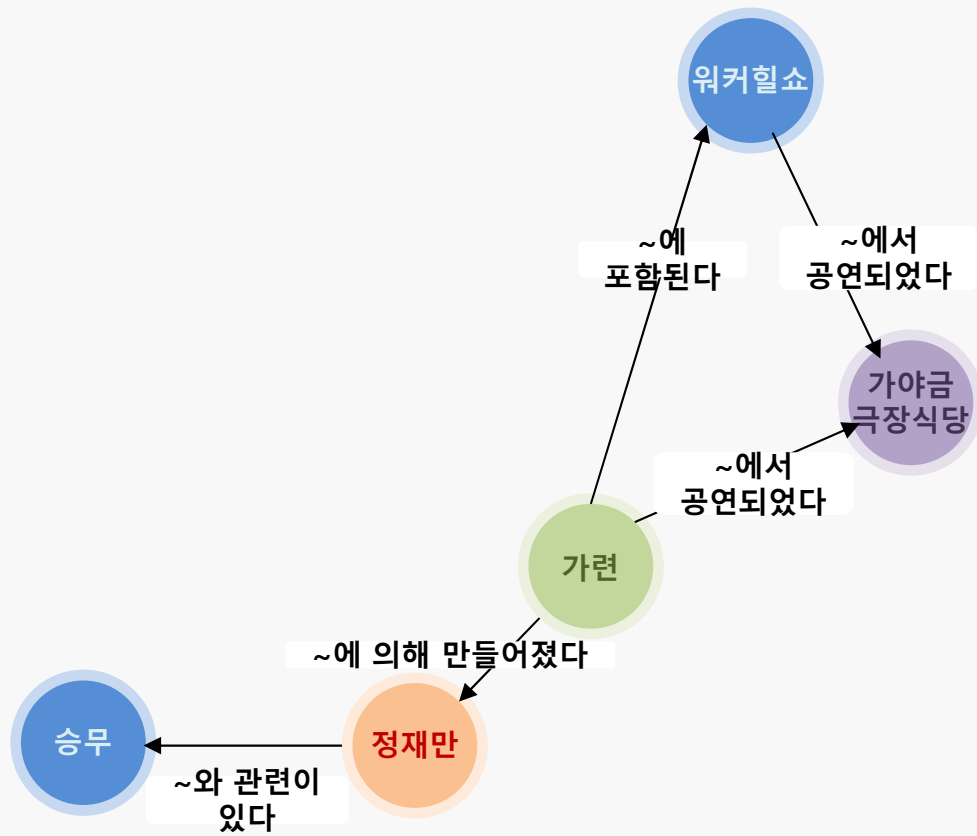 워커힐쇼
~에
포함된다
~에서
공연되었다
가야금
극장식당
~에서
공연되었다
가련
~에 의해 만들어졌다
승무
정재만
~와 관련이
있다